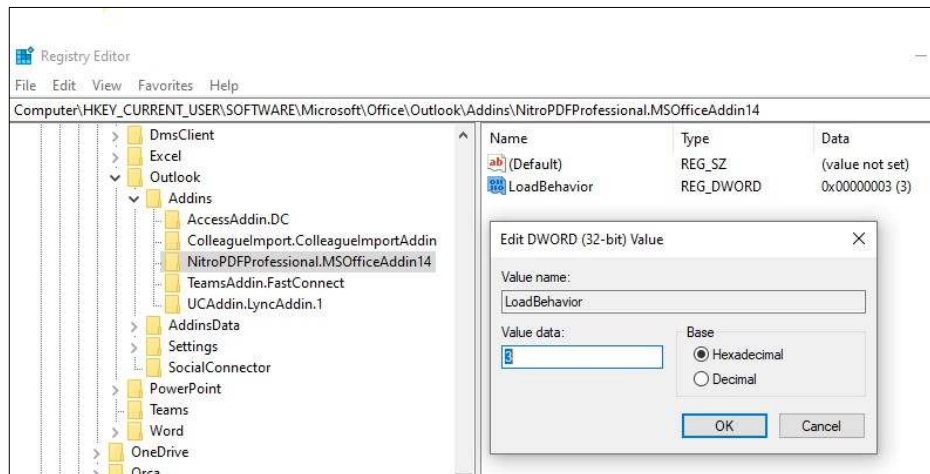 Registry Editor
File Edit View Favorites Help
Computer\HKEY_CURRENT_USER\SOFTWARE\Microsoft\Office\Outlook\Addins\NitroPDFProfessional.MSOfficeAddin14
DmsClient
Excel
Outlook
Addins
AccessAddin.DC
ColleagueImport.ColleagueImportAddin
NitroPDFProfessional.MSOfficeAddin14
TeamsAddin.FastConnect
UCAddin.LyncAddin.1
AddinsData
Settings
SocialConnector
PowerPoint
Teams
Word
OneDrive
Orca
Name Type Data
ab (Default) REG_SZ (value not set)
LoadBehavior REG_DWORD 0x00000003 (3)
Edit DWORD (32-bit) Value
Value name:
LoadBehavior
Value data:
3
Base
Hexadecimal
Decimal
OK Cancel